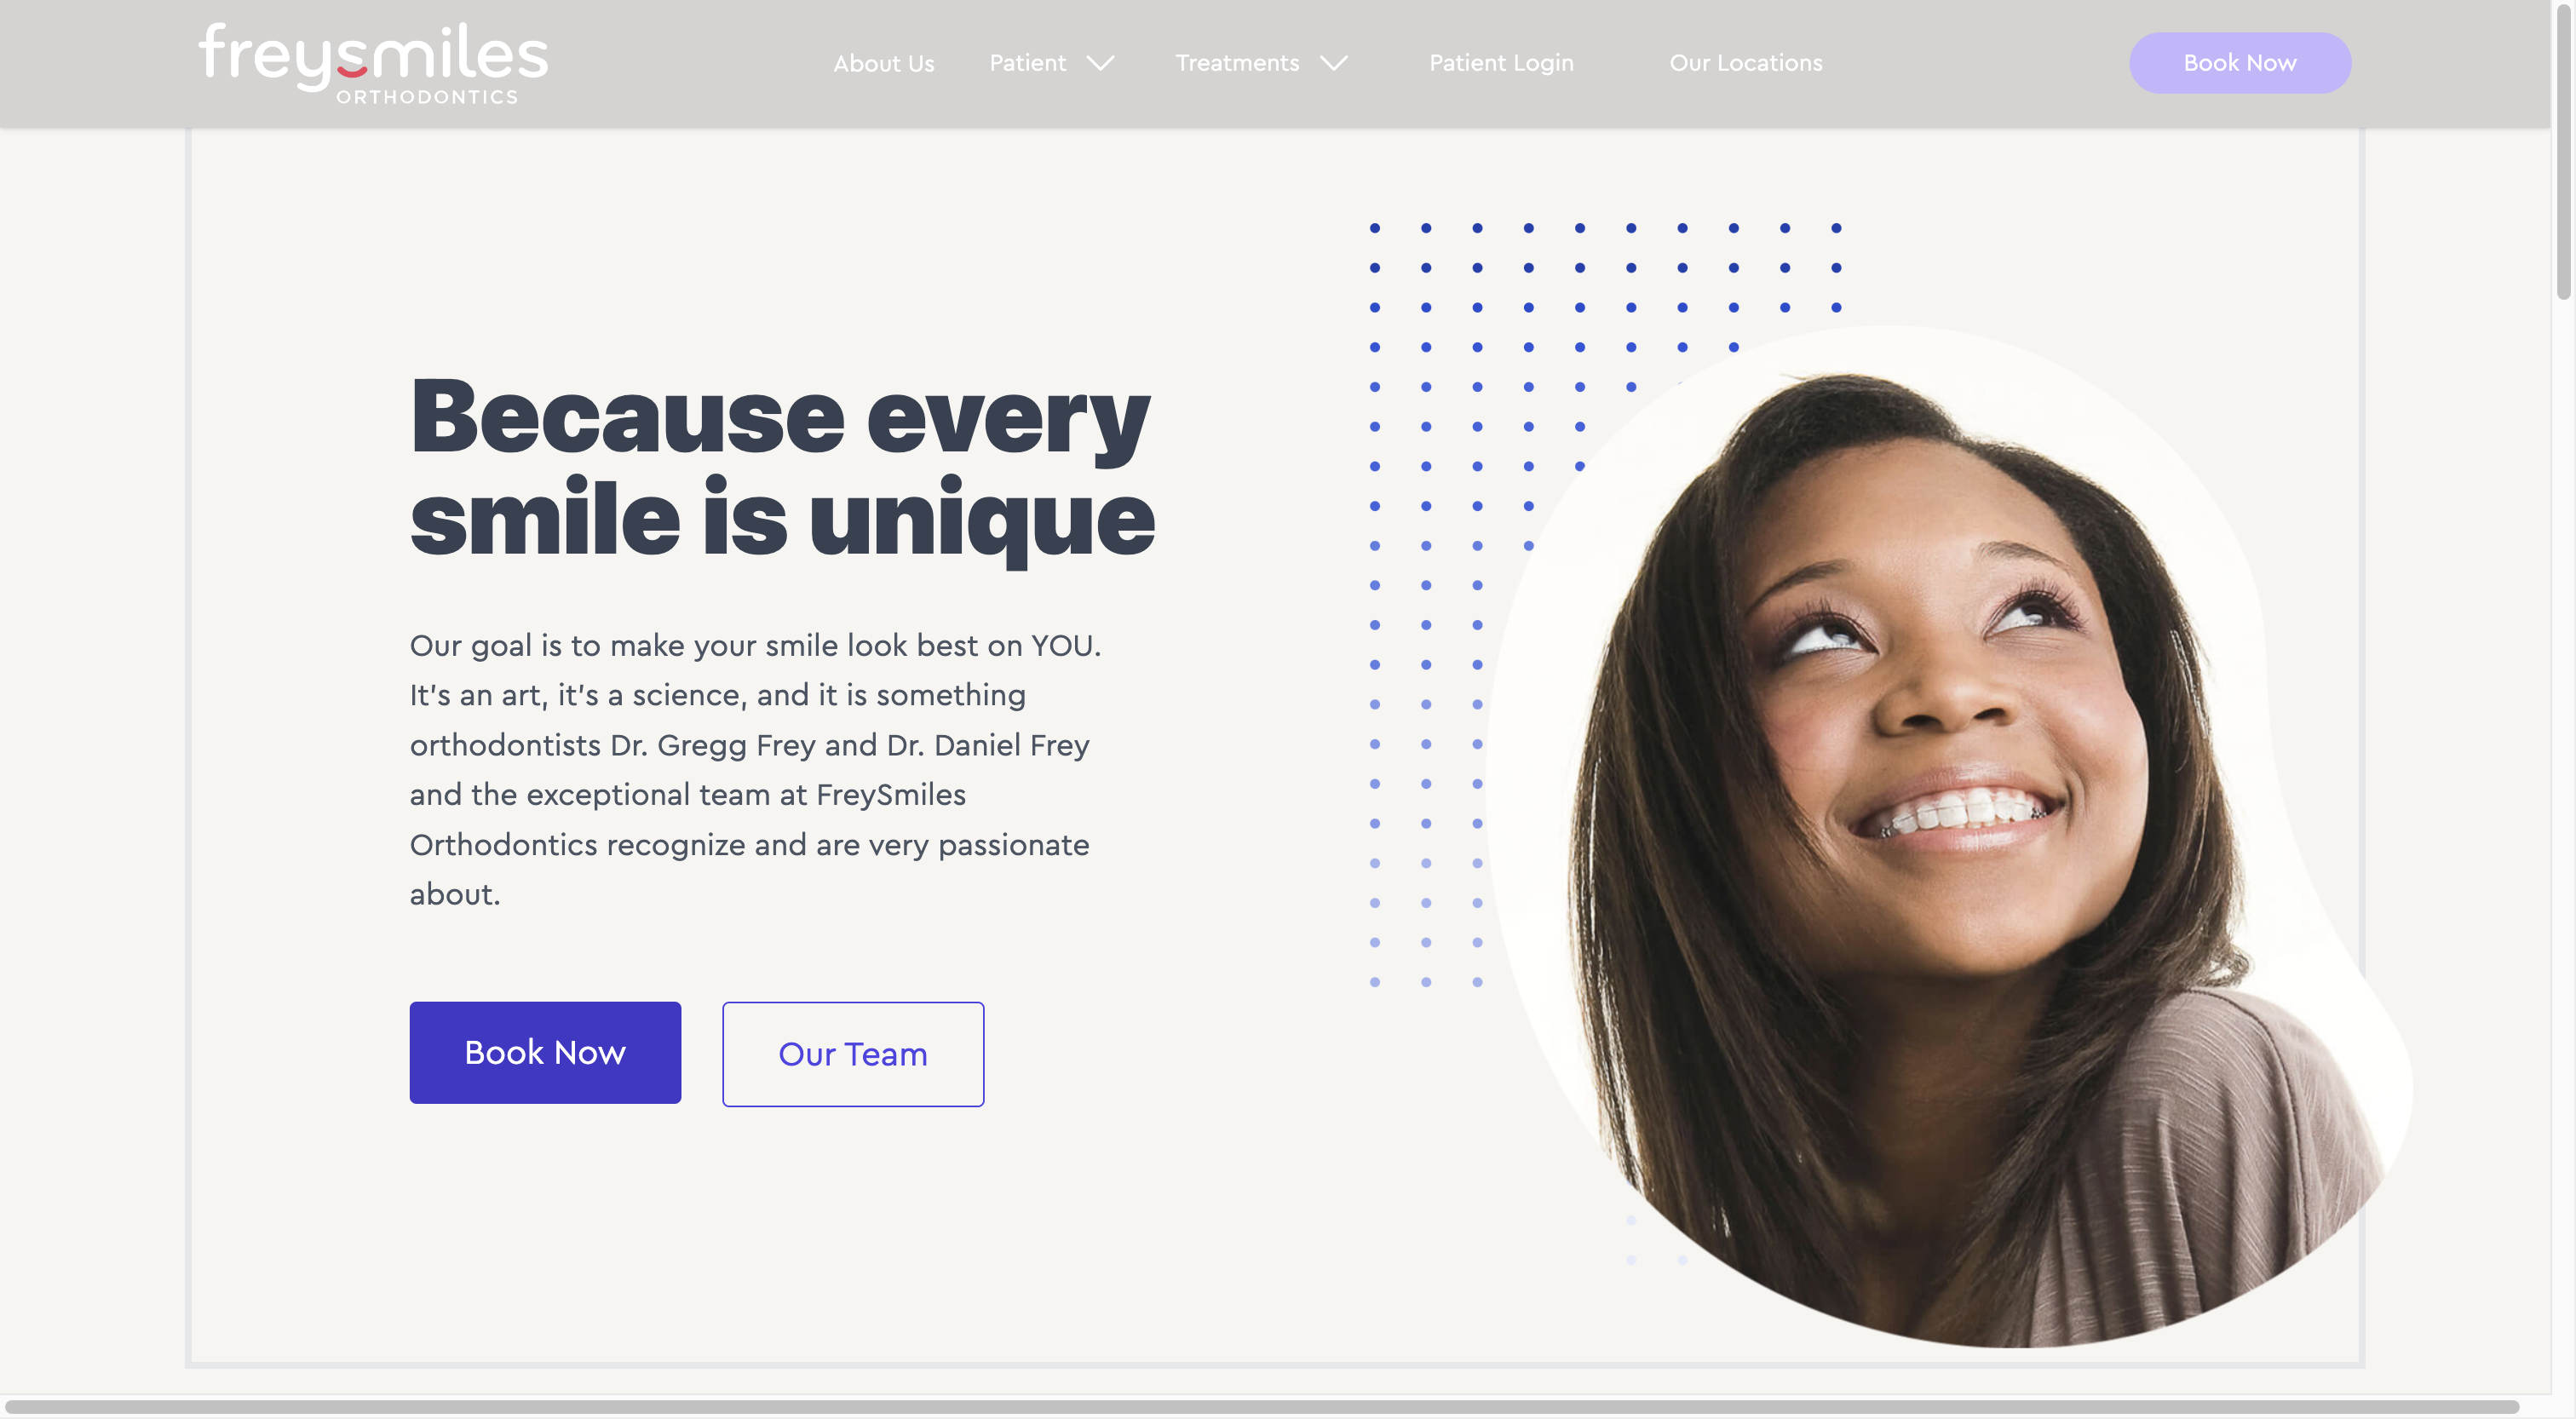 freysmiles
ORTHODONTICS
About Us
Patient
Treatments
Patient Login
Our Locations
Book Now
Because every
smile is unique
Our goal is to make your smile look best on YOU.
It's an art, it's a science, and it is something
orthodontists Dr. Gregg Frey and Dr. Daniel Frey
and the exceptional team at FreySmiles
Orthodontics recognize and are very passionate
about.
Book Now
Our Team